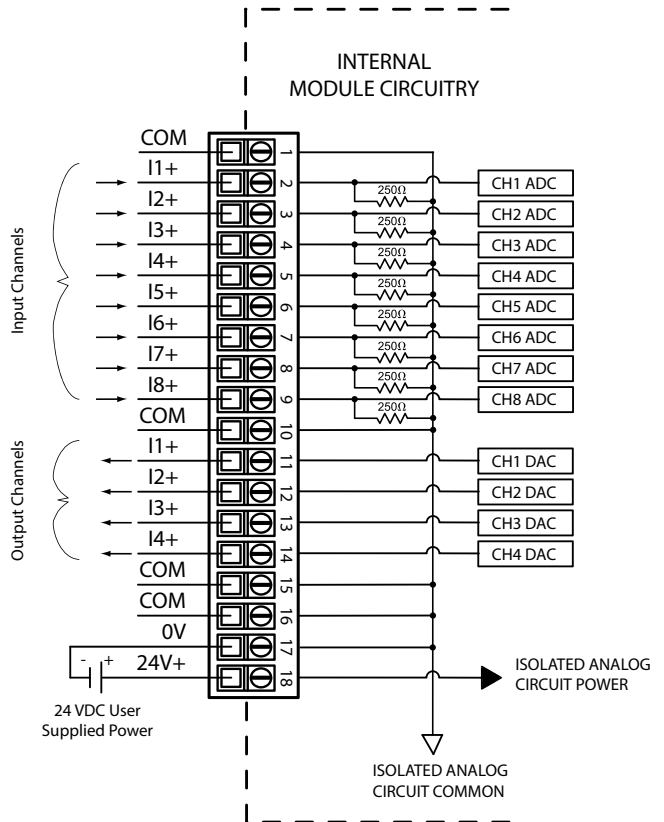 INTERNAL
MODULE CIRCUITRY
COM
1
I1+
2
250Ω
CH1 ADC
I2+
3
250Ω
CH2 ADC
I3+
4
250Ω
CH3 ADC
I4+
5
250Ω
CH4 ADC
I5+
6
250Ω
CH5 ADC
I6+
7
250Ω
CH6 ADC
I7+
8
250Ω
CH7 ADC
I8+
9
250Ω
CH8 ADC
Input Channels
COM
10
I1+
11
CH1 DAC
I2+
12
CH2 DAC
I3+
13
CH3 DAC
I4+
14
CH4 DAC
Output Channels
COM
15
COM
16
0V
17
- +
24V+
18
ISOLATED ANALOG
CIRCUIT POWER
24 VDC User
Supplied Power
ISOLATED ANALOG
CIRCUIT COMMON